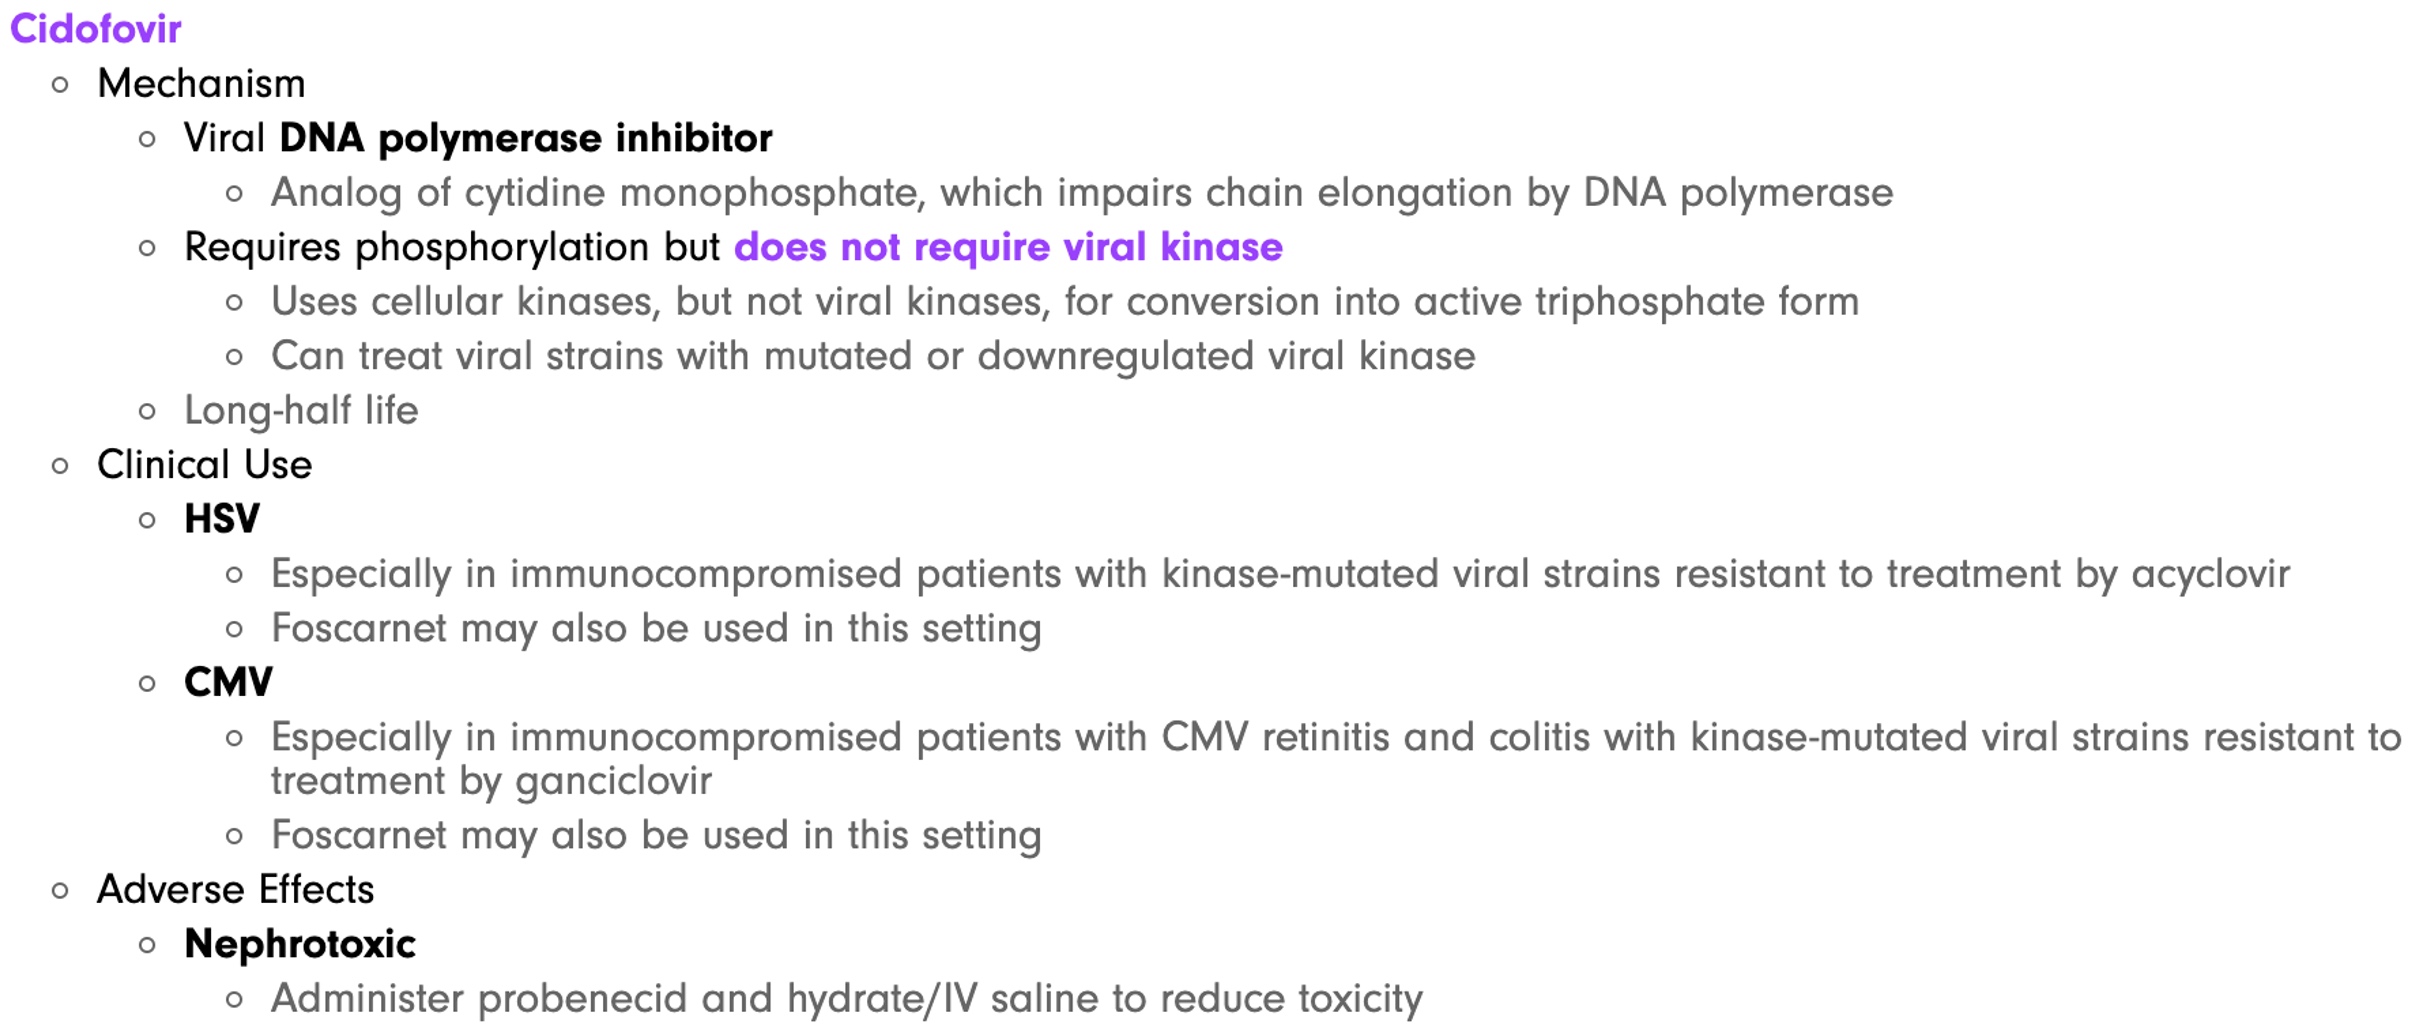 Cidofovir
Mechanism
Viral DNA polymerase inhibitor
Analog of cytidine monophosphate, which impairs chain elongation by DNA polymerase
Requires phosphorylation but does not require viral kinase
Uses cellular kinases, but not viral kinases, for conversion into active triphosphate form
Can treat viral strains with mutated or downregulated viral kinase
Long-half life
Clinical Use
HSV
Especially in immunocompromised patients with kinase-mutated viral strains resistant to treatment by acyclovir
Foscarnet may also be used in this setting
CMV
Especially in immunocompromised patients with CMV retinitis and colitis with kinase-mutated viral strains resistant to
treatment by ganciclovir
Foscarnet may also be used in this setting
Adverse Effects
Nephrotoxic
Administer probenecid and hydrate/IV saline to reduce toxicity